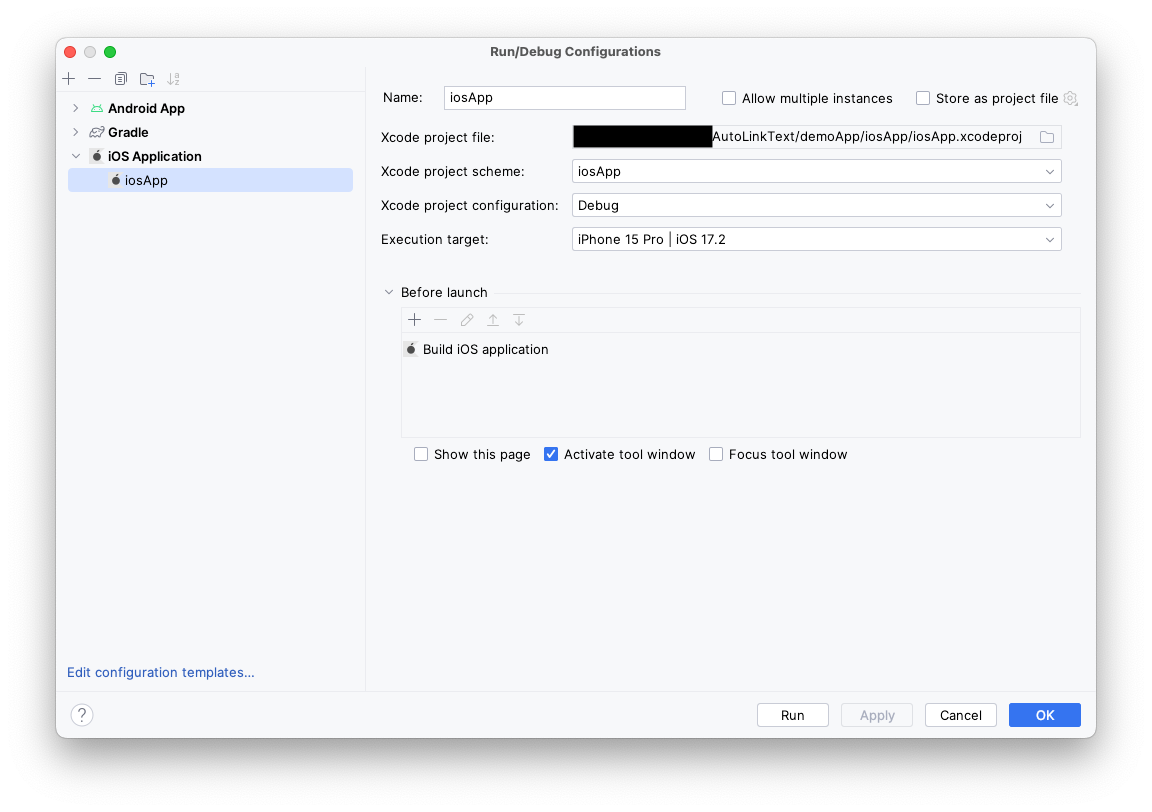 Run/Debug Configurations
Android App
Gradle
iOS Application
iosApp
Edit configuration templates...
Name: iosApp Allow multiple instances Store as project file
Xcode project file: AutoLinkText/demoApp/iosApp/iosApp.xcodeproj
Xcode project scheme: iosApp
Xcode project configuration: Debug
Execution target: iPhone 15 Pro | iOS 17.2
Before launch
Build iOS application
Show this page Activate tool window Focus tool window
? Run Apply Cancel OK